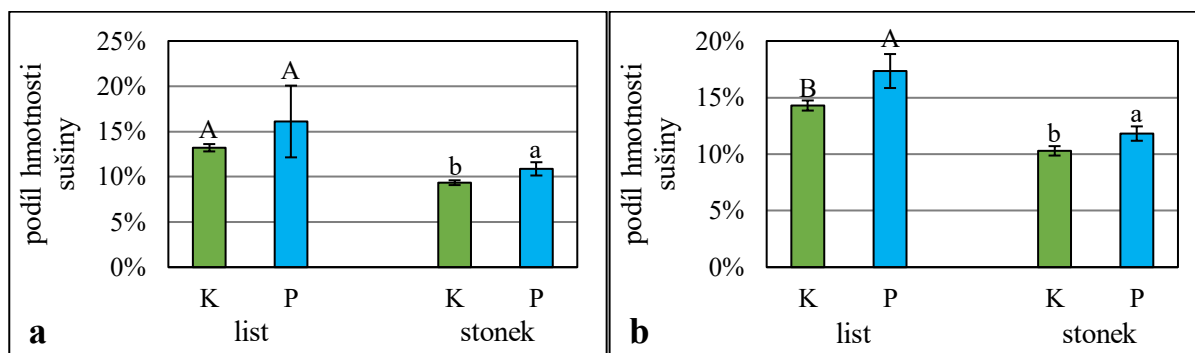 podíl hmotnosti
sušiny
25%
20%
15%
10%
5%
0%
A
A
b
a
K
P
K
P
list
stonek
a
podíl hmotnosti
sušiny
20%
15%
10%
5%
0%
B
A
b
a
K
P
K
P
list
stonek
b